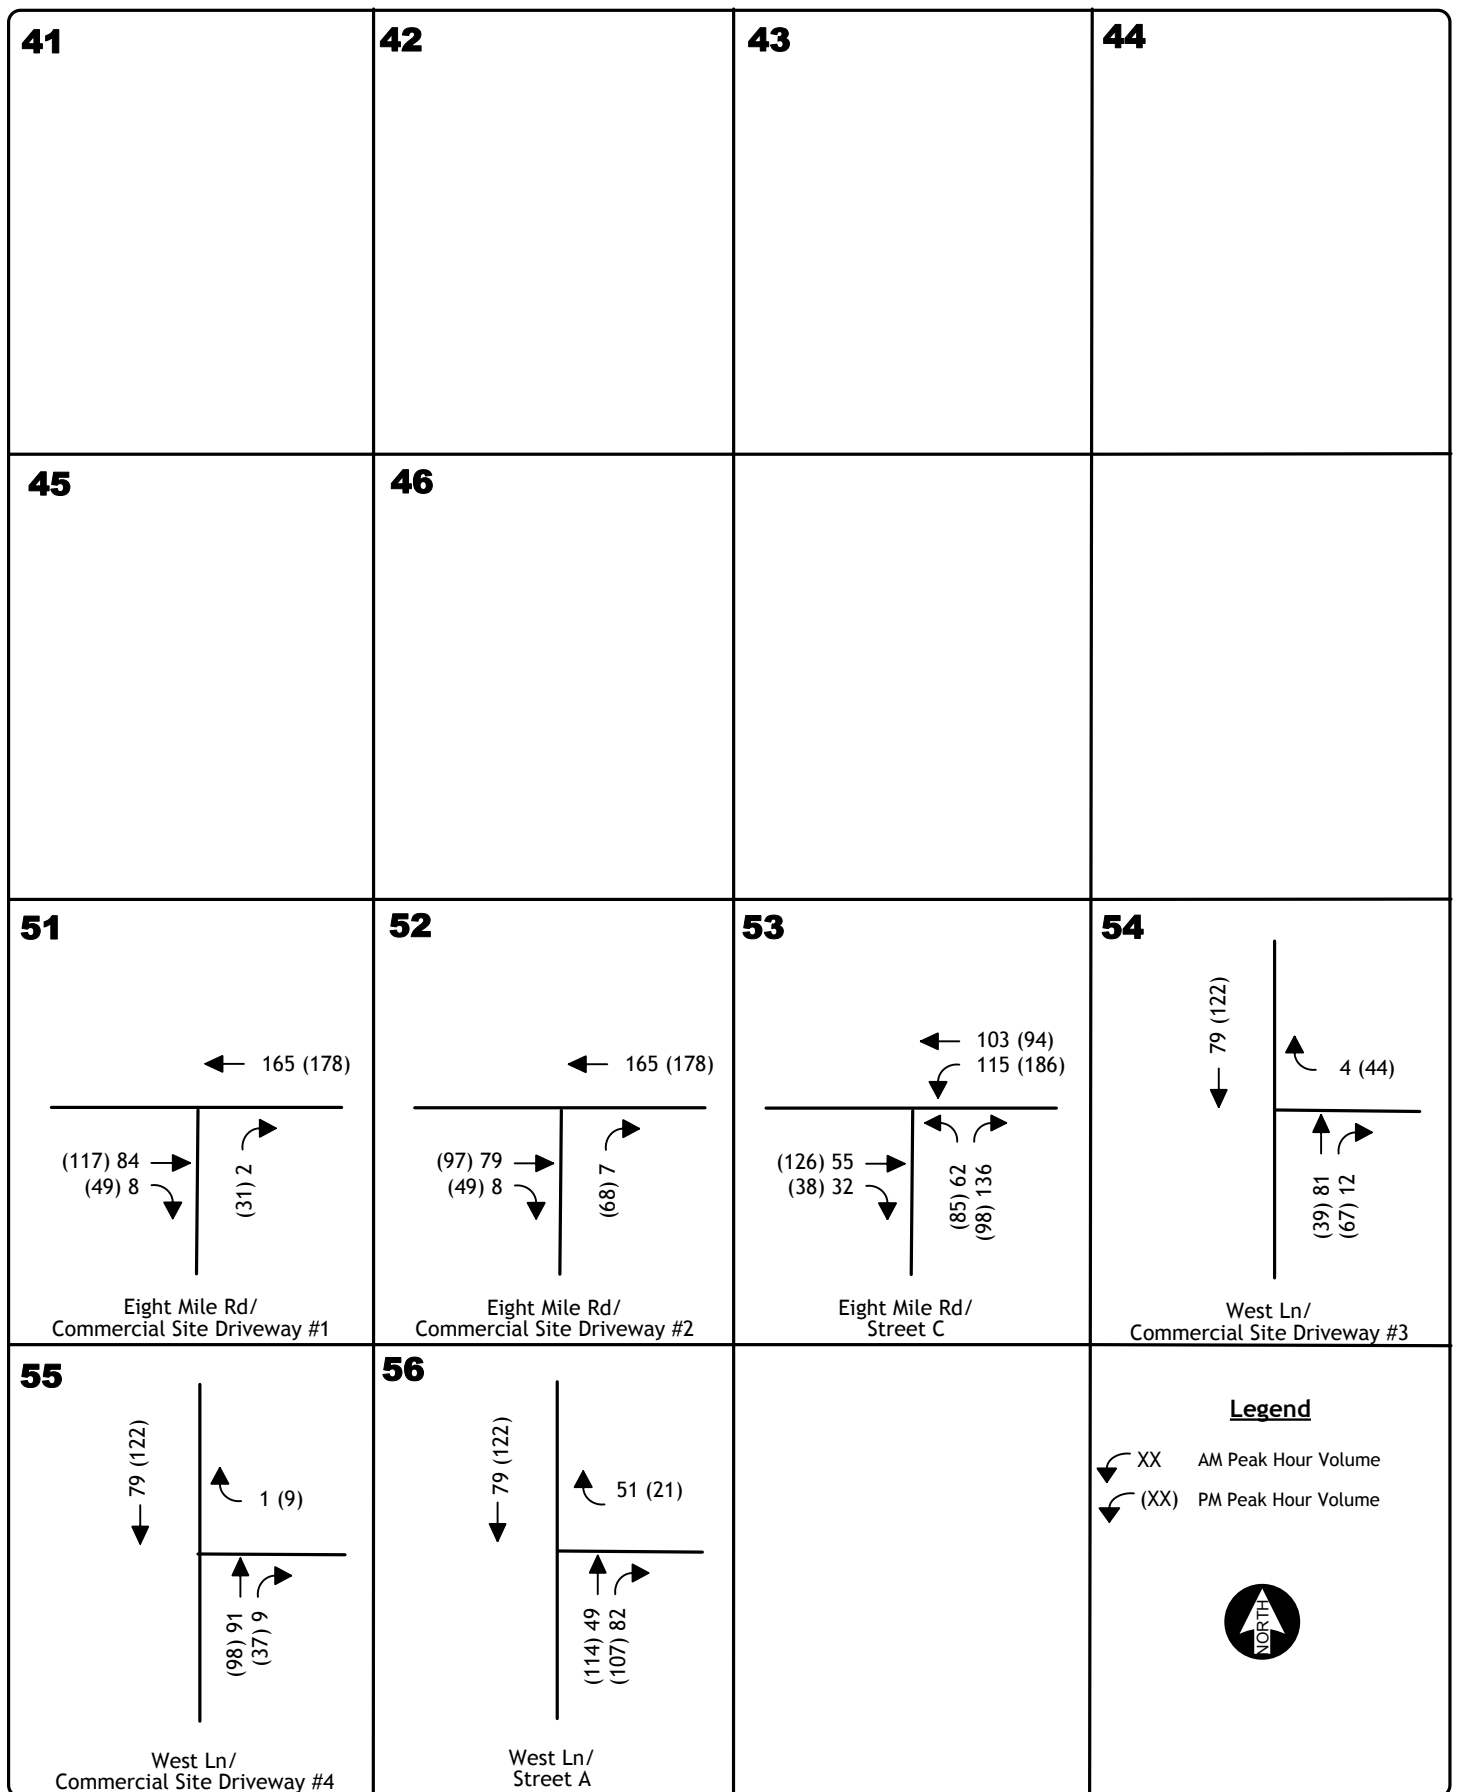 41
42
43
44
45
46
51
165 (178)
(117) 84
(49) 8
(31) 2
Eight Mile Rd/
Commercial Site Driveway #1
52
165 (178)
(97) 79
(49) 8
(68) 7
Eight Mile Rd/
Commercial Site Driveway #2
53
103 (94)
115 (186)
(126) 55
(38) 32
(85) 62
(98) 136
Eight Mile Rd/
Street C
54
79 (122)
4 (44)
(39) 81
(67) 12
West Ln/
Commercial Site Driveway #3
55
79 (122)
1 (9)
(98) 91
(37) 9
West Ln/
Commercial Site Driveway #4
56
79 (122)
51 (21)
(114) 49
(107) 82
West Ln/
Street A
Legend
XX AM Peak Hour Volume
(XX) PM Peak Hour Volume
NORTH